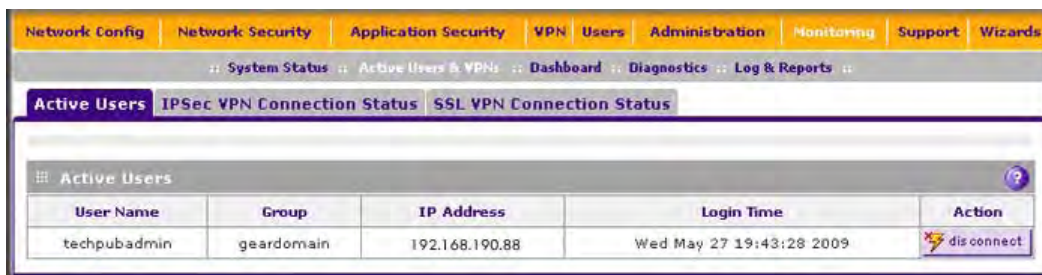 Network Config Network Security Application Security VPN Users Administration Monitoring Support Wizards
:: System Status :: Active Users & VPNs :: Dashboard :: Diagnostics :: Log & Reports ::
Active Users IPSec VPN Connection Status SSL VPN Connection Status
Active Users ?
User Name Group IP Address Login Time Action
techpubadmin geardomain 192.168.190.88 Wed May 27 19:43:28 2009 disconnect